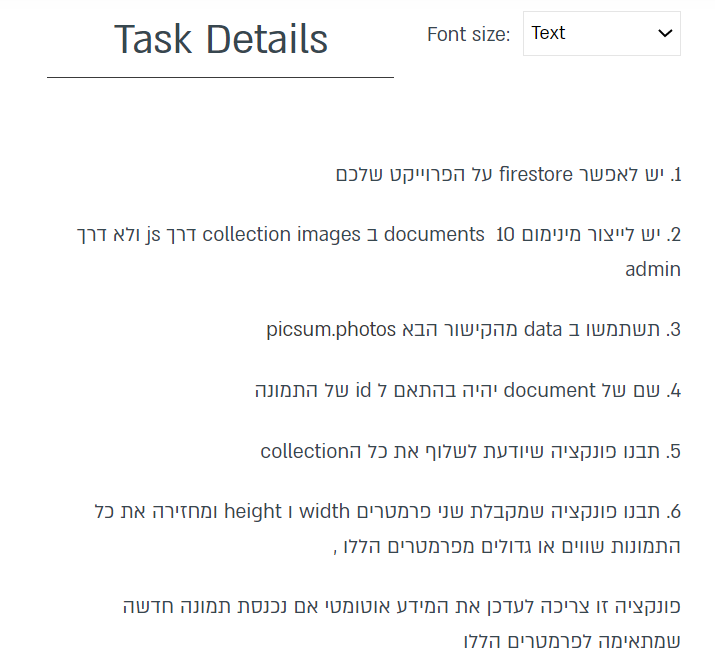 Task Details
Font size: Text
1. יש לאפשר firestore על הפרוייקט שלכם
2. יש לייצור מינימום 10 documents ב collection images דרך js ולא דרך
admin
3. תשתמשו ב data מהקישור הבא picsum.photos
4. שם של document יהיה בהתאם ל id של התמונה
5. תבנו פונקציה שיודעת לשלוף את כל הcollection
6. תבנו פונקציה שמקבלת שני פרמטרים width ו height ומחזירה את כל
התמונות שווים או גדולים מפרמטרים הללו ,
פונקציה זו צריכה לעדכן את המידע אוטומטי אם נכנסת תמונה חדשה
שמתאימה לפרמטרים הללו